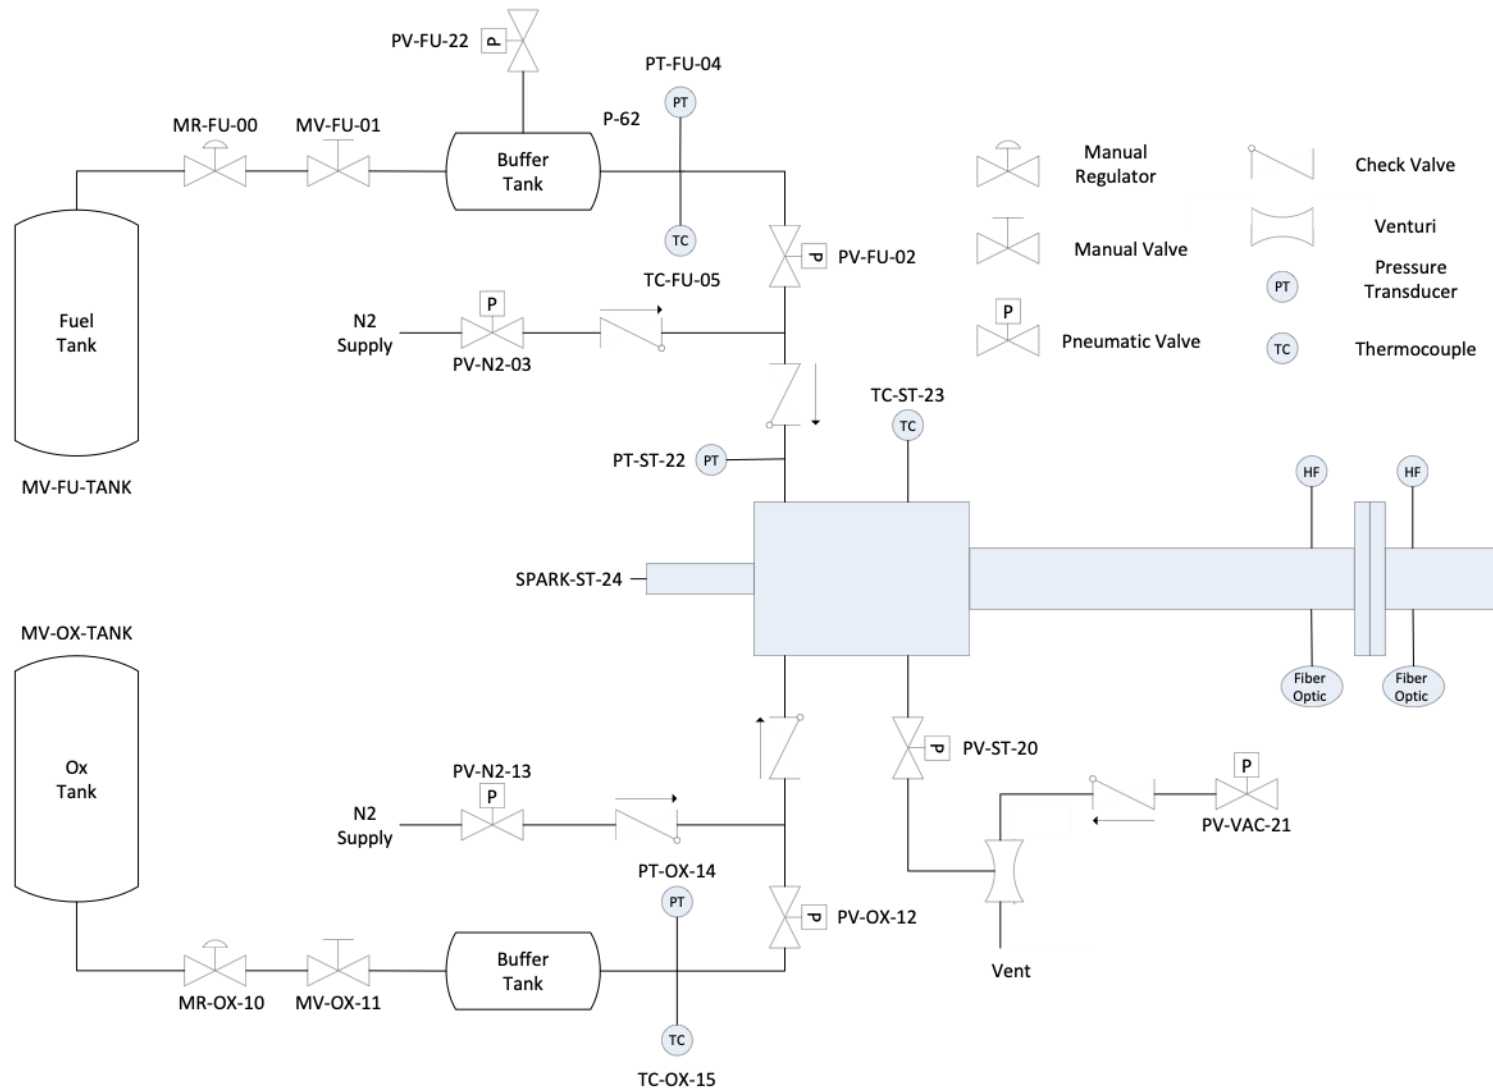 PV-FU-22
P
PT-FU-04
PT
P-62
MR-FU-00
MV-FU-01
Buffer
Tank
TC
TC-FU-05
P
PV-FU-02
Fuel
Tank
MV-FU-TANK
N2
Supply
P
PV-N2-03
TC-ST-23
TC
PT-ST-22
PT
Manual
Regulator
Manual Valve
P
Pneumatic Valve
Check Valve
Venturi
PT
Pressure
Transducer
TC
Thermocouple
HF
HF
SPARK-ST-24
Fiber
Optic
Fiber
Optic
MV-OX-TANK
Ox
Tank
PV-N2-13
P
N2
Supply
P
PV-ST-20
P
PV-VAC-21
Vent
PT-OX-14
PT
P
PV-OX-12
MR-OX-10
MV-OX-11
Buffer
Tank
TC
TC-OX-15